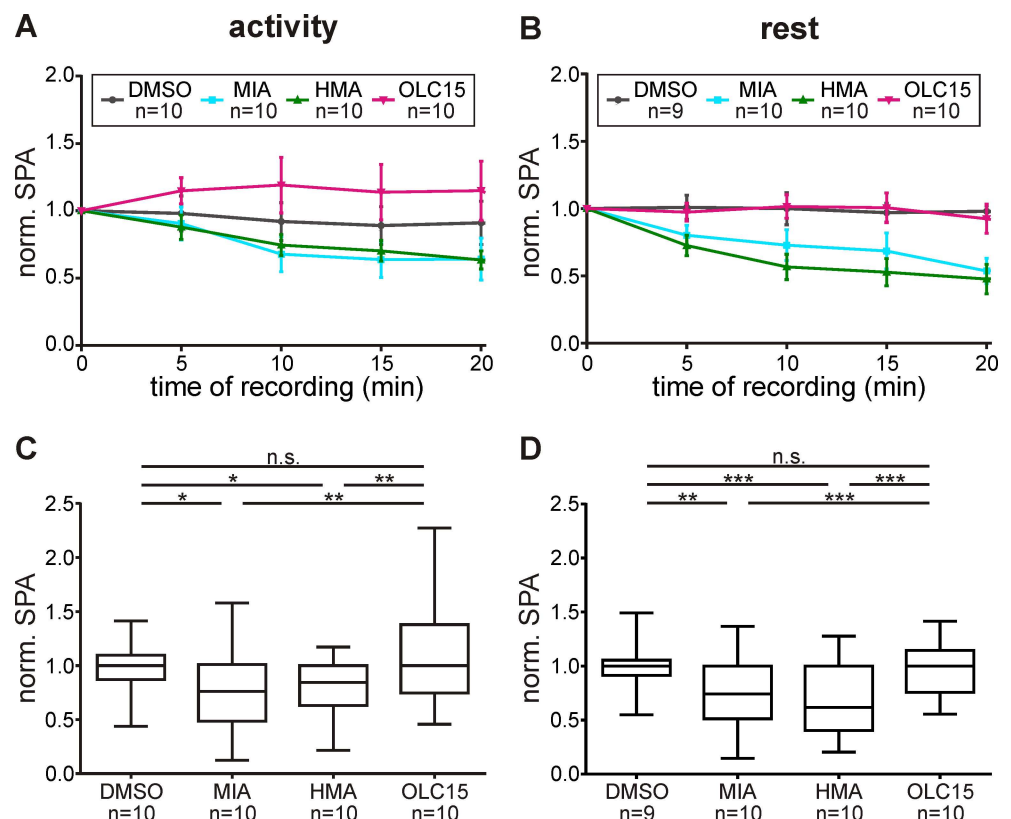 A activity
2.0
DMSO MIA HMA OLC15
n=10 n=10 n=10 n=10
1.5
1.0
0.5
0.0
norm. SPA
0 5 10 15 20
time of recording (min)
B rest
2.0
DMSO MIA HMA OLC15
n=9 n=10 n=10 n=10
1.5
1.0
0.5
0.0
norm. SPA
0 5 10 15 20
time of recording (min)
C
n.s.
* **
* **
2.5
2.0
1.5
1.0
0.5
0.0
norm. SPA
DMSO MIA HMA OLC15
n=10 n=10 n=10 n=10
D
n.s.
*** ***
** ***
2.5
2.0
1.5
1.0
0.5
0.0
norm. SPA
DMSO MIA HMA OLC15
n=9 n=10 n=10 n=10